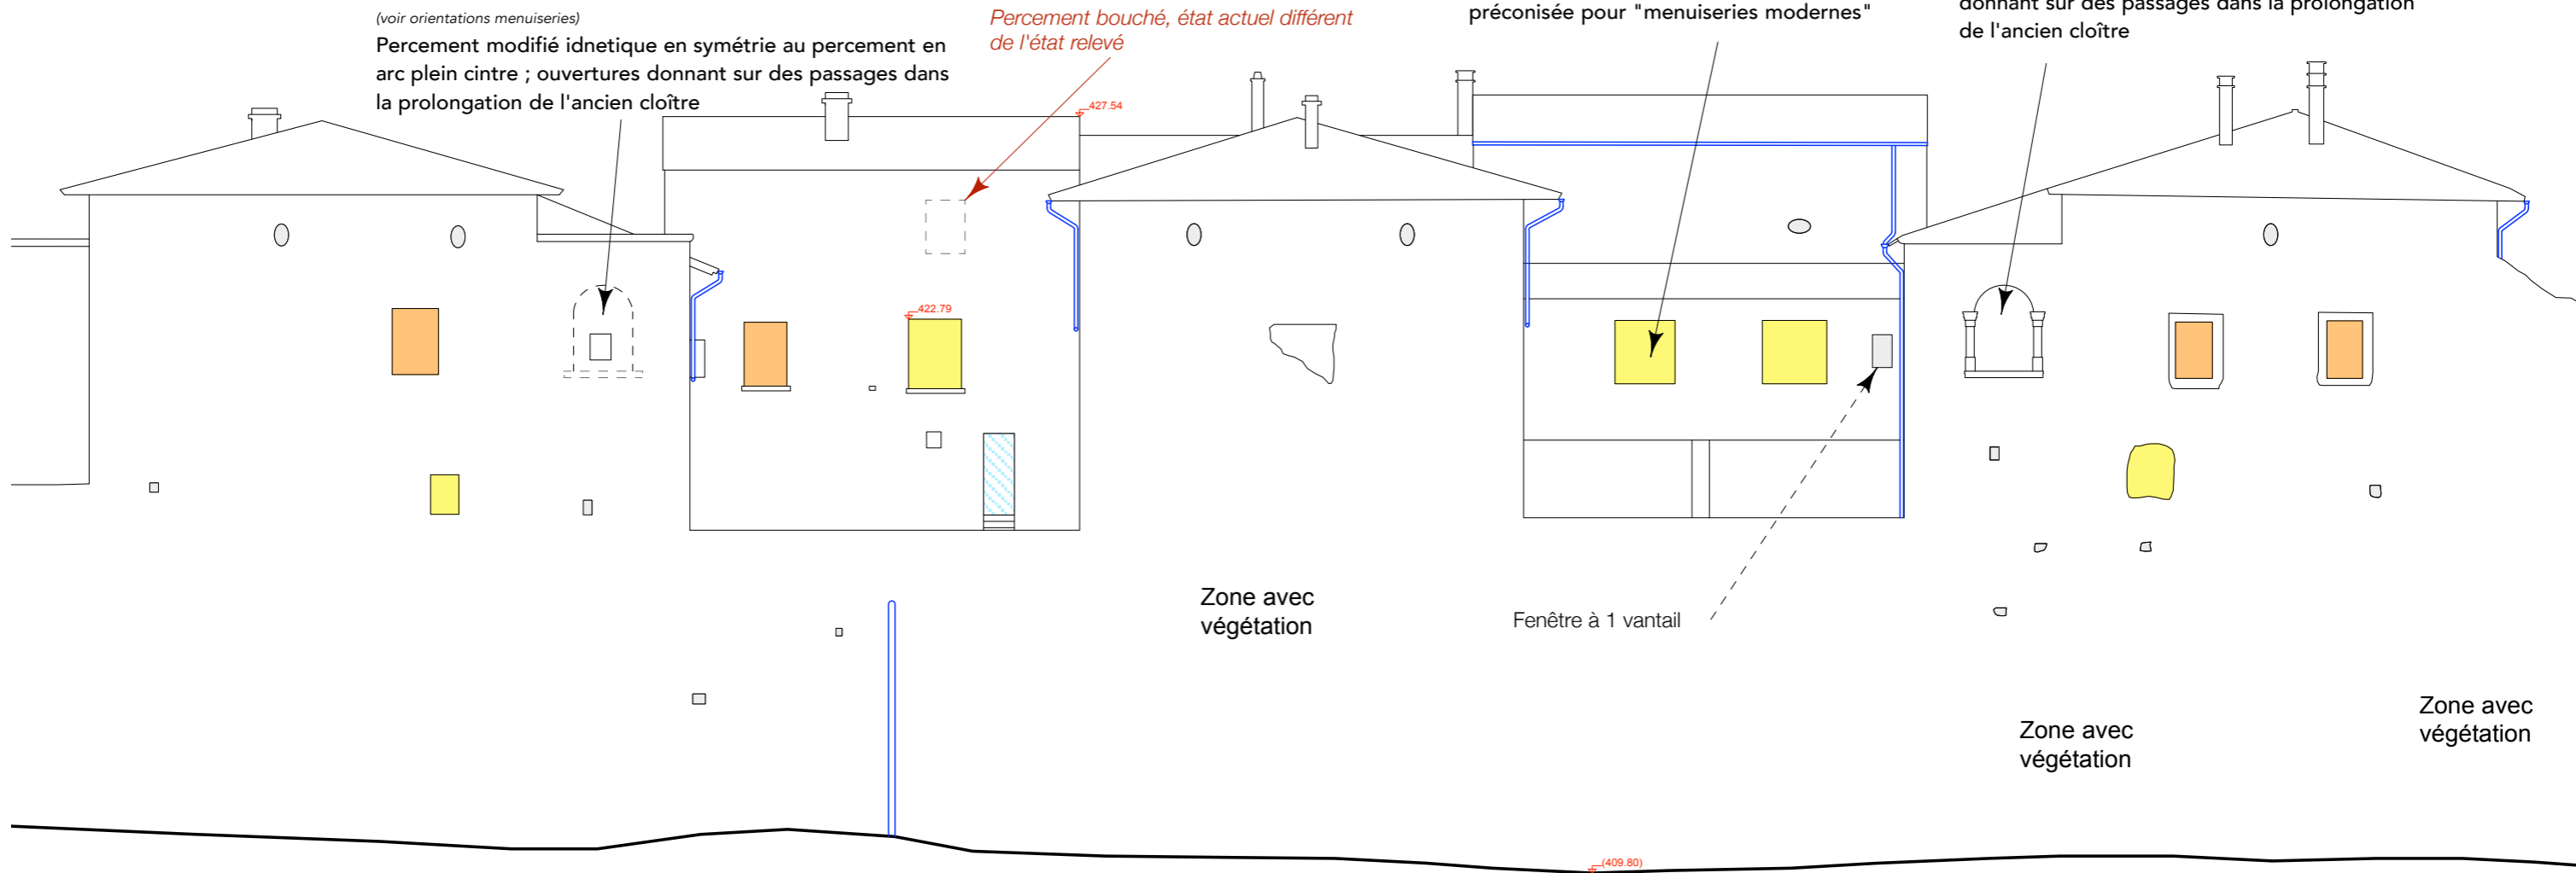 (voir orientations menuiseries)
Percement modifié idnetique en symétrie au percement en
arc plein cintre ; ouvertures donnant sur des passages dans
la prolongation de l'ancien cloître
Percement bouché, état actuel différent
de l'état relevé
préconisée pour "menuiseries modernes"
donnant sur des passages dans la prolongation
de l'ancien cloître
427.54
422.79
Zone avec
végétation
Fenêtre à 1 vantail
Zone avec
végétation
Zone avec
végétation
(409.80)